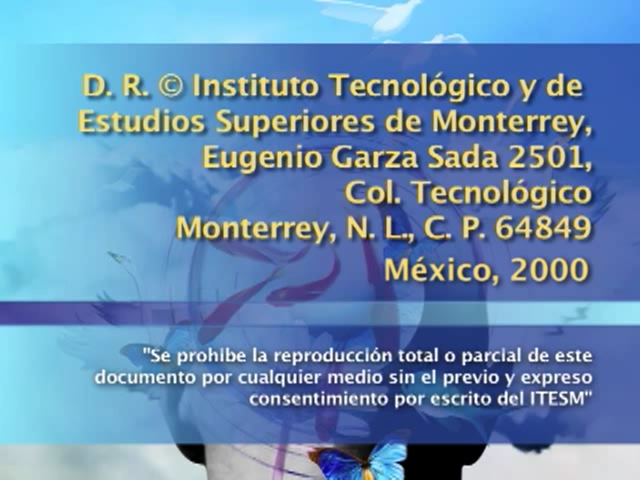 D. R. © Instituto Tecnológico y de
Estudios Superiores de Monterrey,
Eugenio Garza Sada 2501,
Col. Tecnológico
Monterrey, N. L., C. P. 64849
México, 2000
"Se prohibe la reproducción total o parcial de este
documento por cualquier medio sin el previo y expreso
consentimiento por escrito del ITESM"